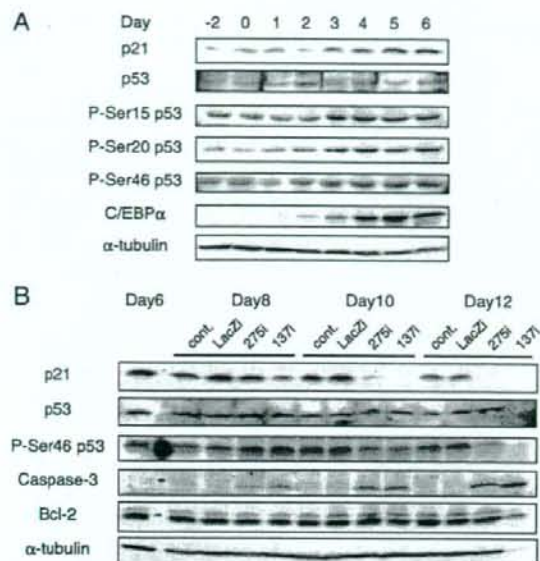 A
Day -2 0 1 2 3 4 5 6
p21
p53
P-Ser15 p53
P-Ser20 p53
P-Ser46 p53
C/EBPα
α-tubulin
B
Day6 Day8 Day10 Day12
cont. LacZi 275i 137i cont. LacZi 275i 137i cont. LacZi 275i 137i
p21
p53
P-Ser46 p53
Caspase-3
Bcl-2
α-tubulin